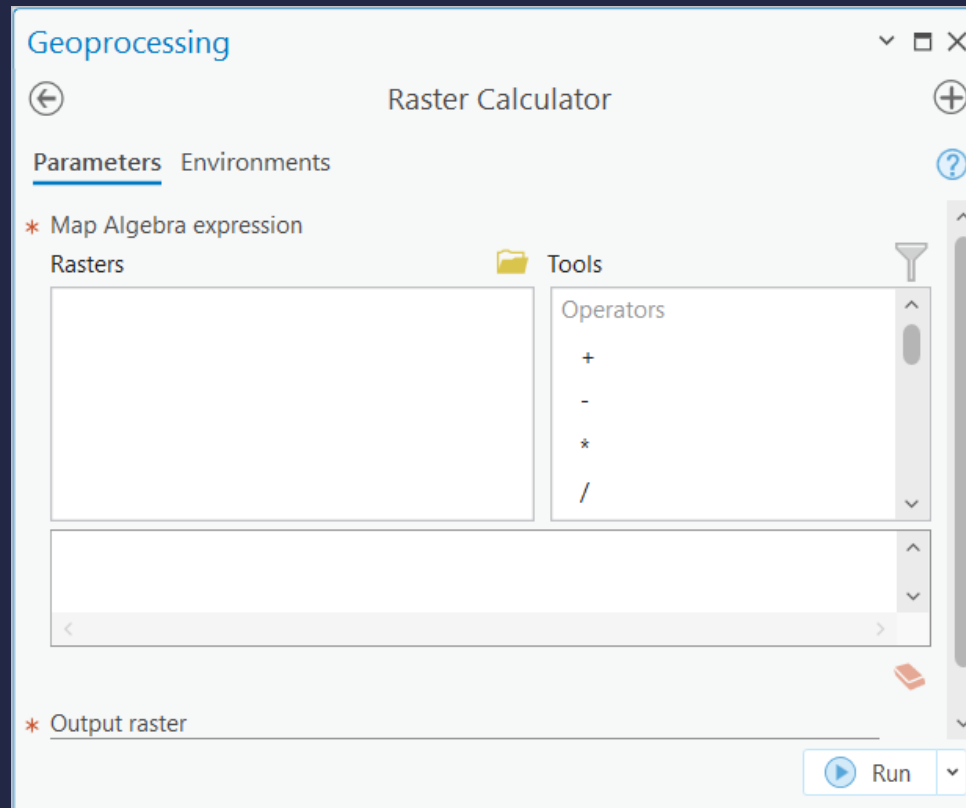 Geoprocessing
Raster Calculator
Parameters Environments
* Map Algebra expression
Rasters Tools
Operators
+
-
*
/
* Output raster
Run